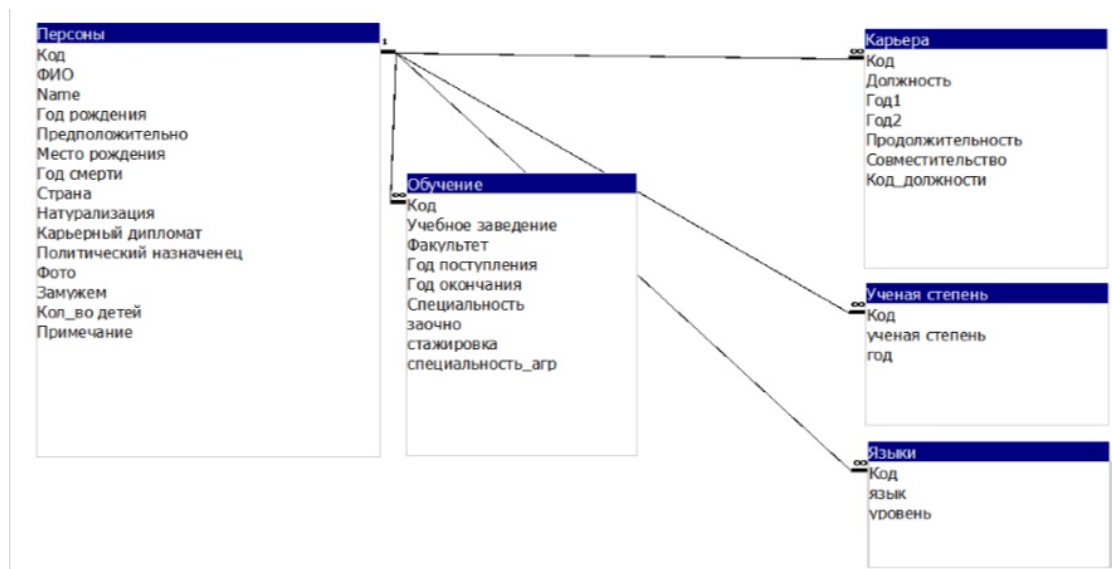 Персоны
Код
ФИО
Name
Год рождения
Предположительно
Место рождения
Год смерти
Страна
Натурализация
Карьерный дипломат
Политический назначенец
Фото
Замужем
Кол_во детей
Примечание
1
∞
Обучение
Код
Учебное заведение
Факультет
Год поступления
Год окончания
Специальность
заочно
стажировка
специальность_агр
∞
Карьера
Код
Должность
Год1
Год2
Продолжительность
Совместительство
Код_должности
∞
Ученая степень
Код
ученая степень
год
∞
Языки
Код
язык
уровень